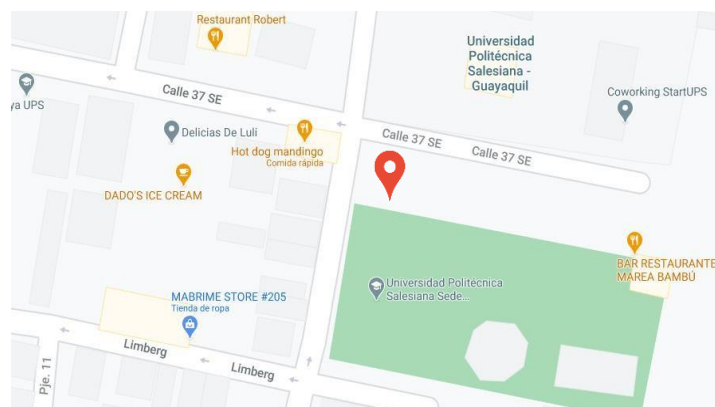 Restaurant Robert
Universidad
Politécnica
Salesiana -
Guayaquil
Coworking StartUPS
ya UPS
Calle 37 SE
Delicias De Luli
Hot dog mandingo
Comida rápida
Calle 37 SE
Calle 37 SE
DADO'S ICE CREAM
BAR RESTAURANTE
MAREA BAMBÚ
Universidad Politécnica
Salesiana Sede...
MABRIME STORE #205
Tienda de ropa
Limberg
Limberg
Pje. 11